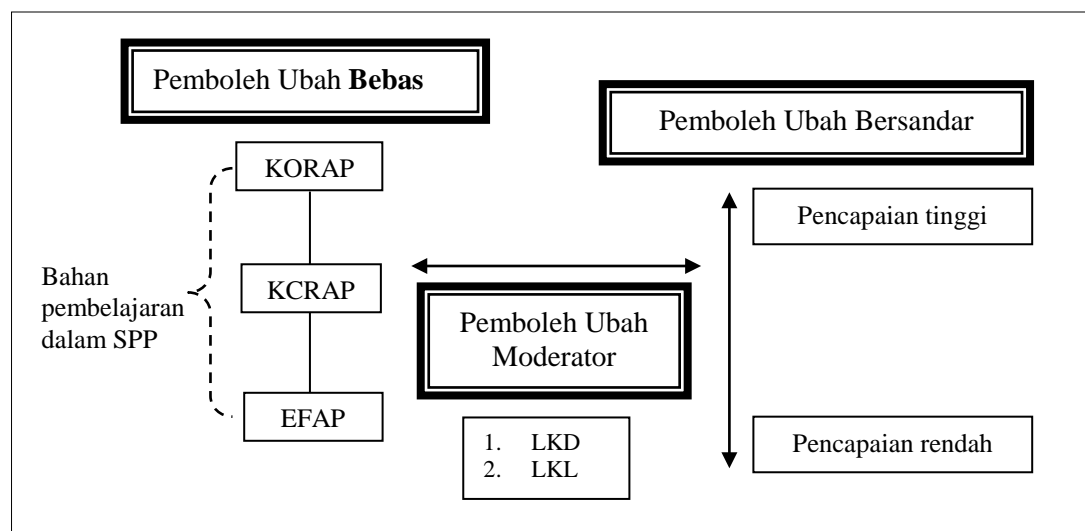 Pemboleh Ubah Bebas
Pemboleh Ubah Bersandar
KORAP
Pencapaian tinggi
Bahan
pembelajaran
dalam SPP
KCRAP
Pemboleh Ubah
Moderator
EFAP
1. LKD
2. LKL
Pencapaian rendah